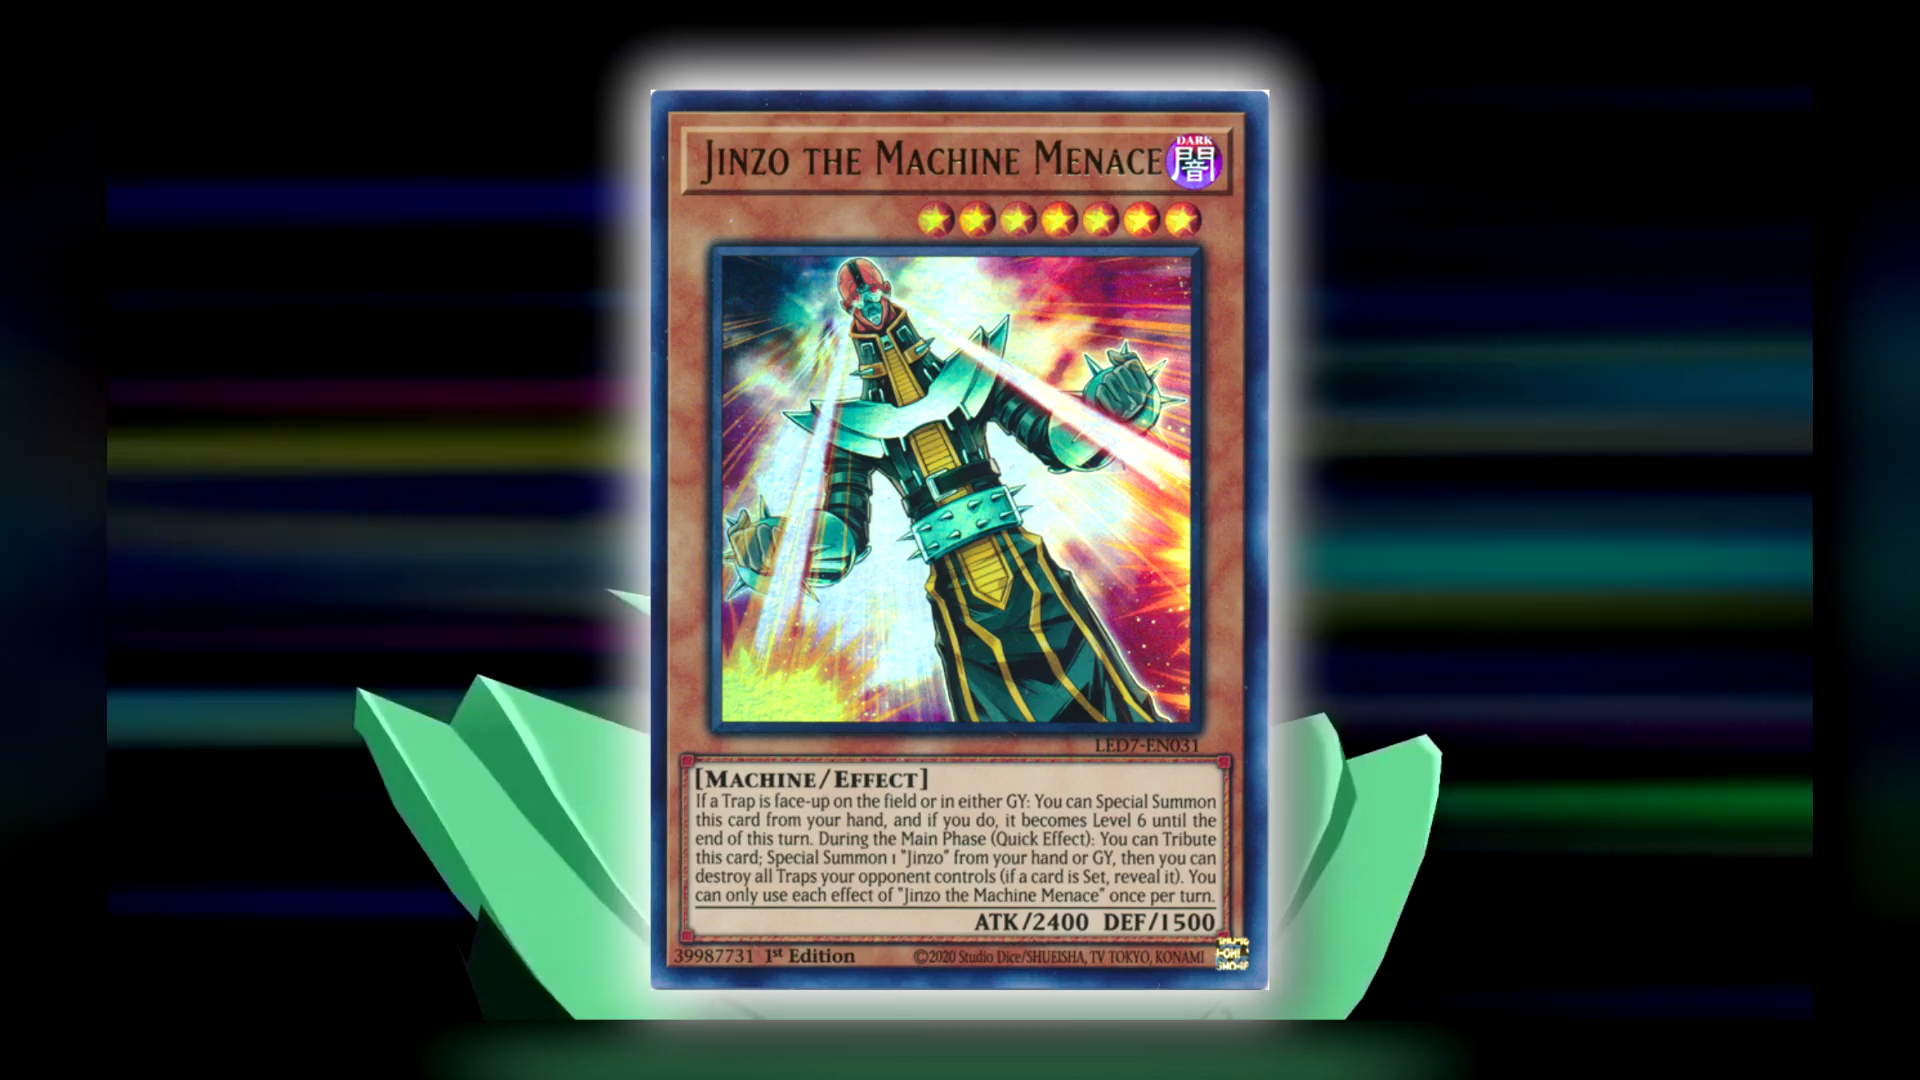 JINZO THE MACHINE MENACE
DARK
闇
LED7-EN031
[MACHINE/EFFECT]
If a Trap is face-up on the field or in either GY: You can Special Summon
this card from your hand, and if you do, it becomes Level 6 until the
end of this turn. During the Main Phase (Quick Effect): You can Tribute
this card; Special Summon 1 "Jinzo" from your hand or GY, then you can
destroy all Traps your opponent controls (if a card is Set, reveal it). You
can only use each effect of "Jinzo the Machine Menace" once per turn.
ATK/2400 DEF/1500
39987731 1st Edition
©2020 Studio Dice/SHUEISHA, TV TOKYO, KONAMI